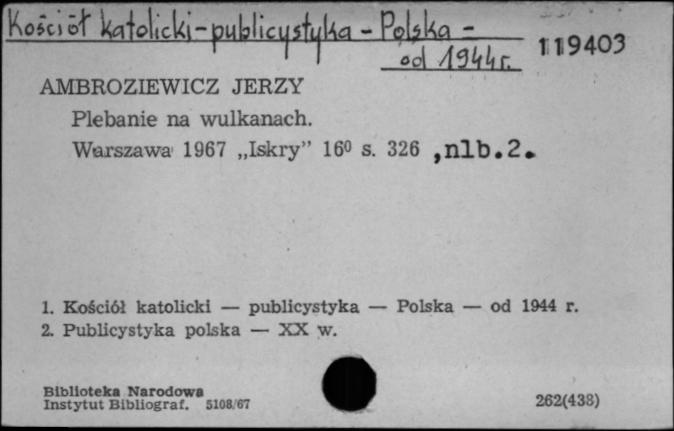 Kościół katolicki-publicystyka - Polska -
od 1944r.
119403
AMBROZIEWICZ JERZY
Plebanie na wulkanach.
Warszawa 1967 „Iskry” 16⁰ s. 326 ,nlb.2.
1. Kościół katolicki — publicystyka — Polska — od 1944 r.
2. Publicystyka polska — XX w.
Biblioteka Narodowa
Instytut Bibliograf. 5108/67
262(438)